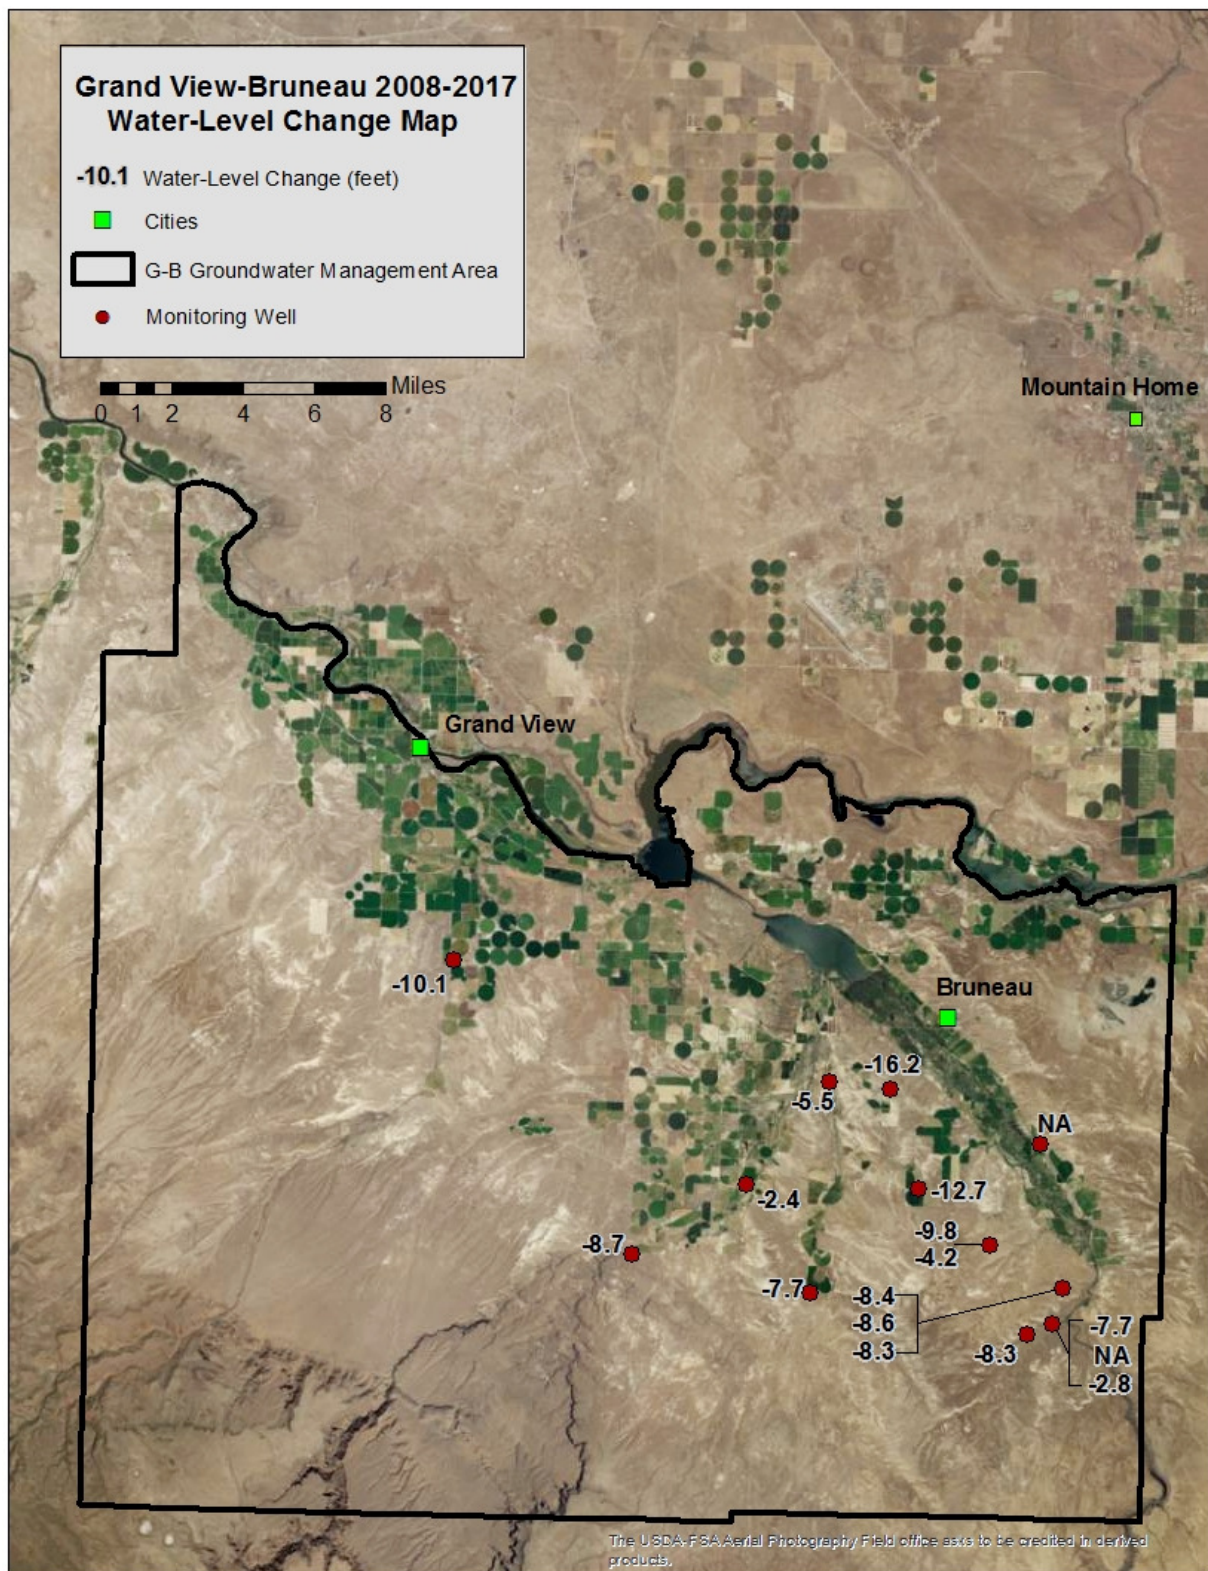 Grand View-Bruneau 2008-2017
Water-Level Change Map
-10.1 Water-Level Change (feet)
Cities
G-B Groundwater Management Area
Monitoring Well
Miles
0 1 2 4 6 8
Mountain Home
Grand View
-10.1
Bruneau
-16.2
-5.5
NA
-2.4
-12.7
-9.8
-4.2
-8.7
-7.7
-8.4
-8.6
-8.3
-8.3
-7.7
NA
-2.8
The USDA-FSA Aerial Photography Field office asks to be credited in derived
products.